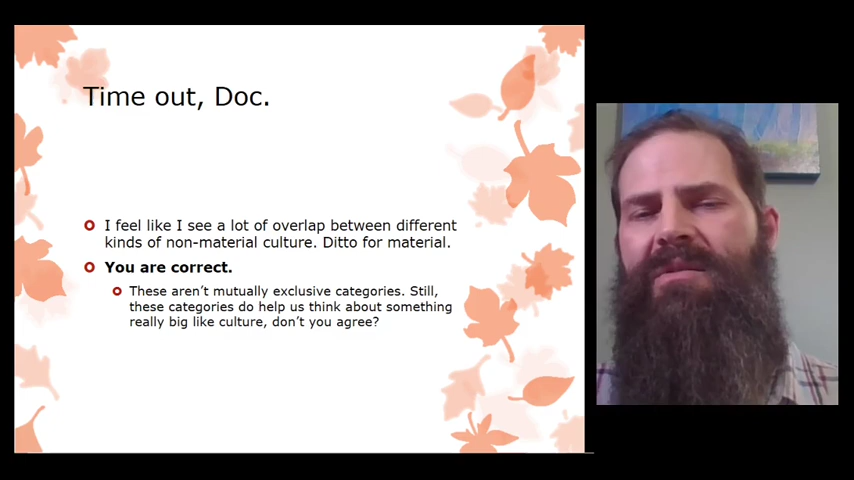 Time out, Doc.
I feel like I see a lot of overlap between different
kinds of non-material culture. Ditto for material.
You are correct.
These aren't mutually exclusive categories. Still,
these categories do help us think about something
really big like culture, don't you agree?